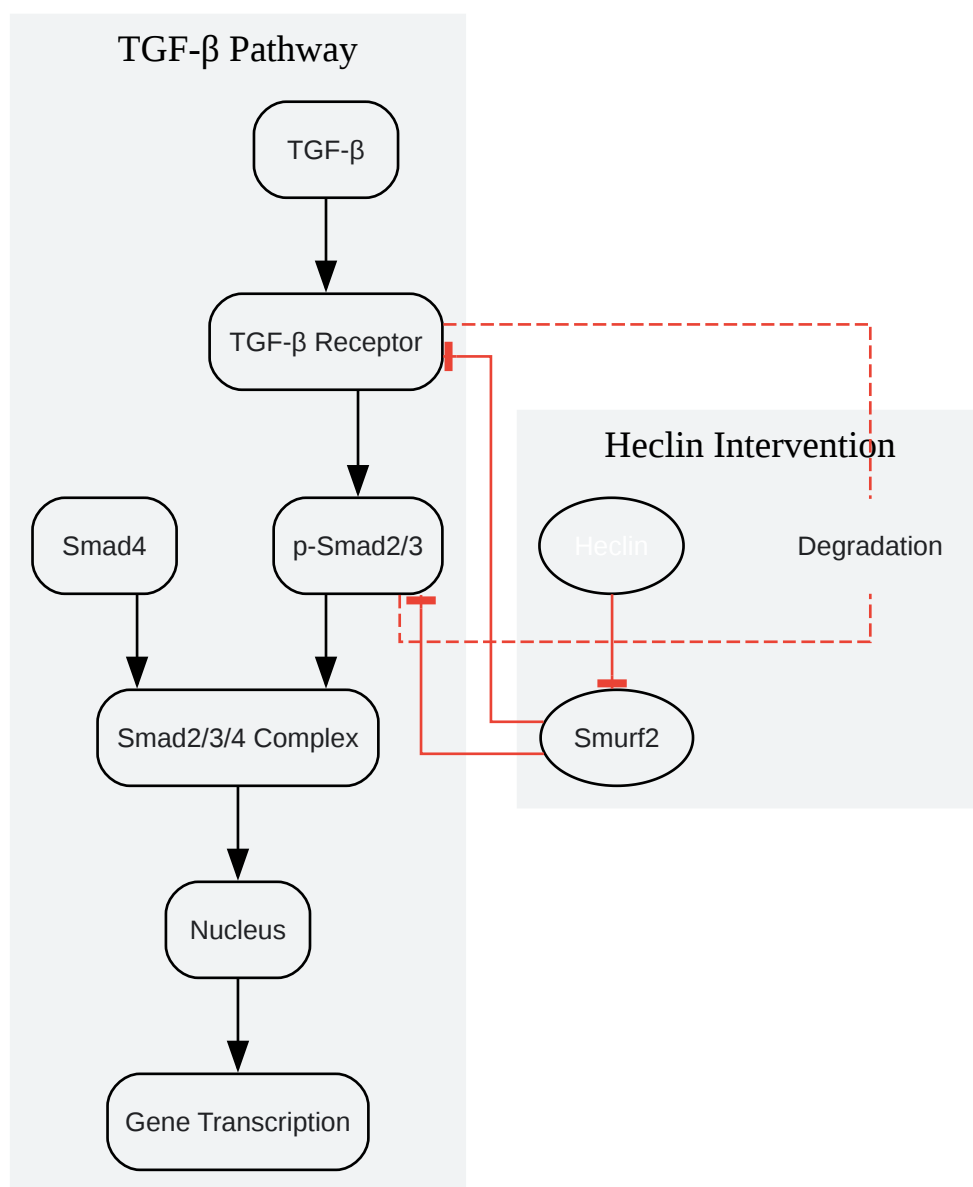 TGF-β Pathway
TGF-β
TGF-β Receptor
Heclin Intervention
Smad4
p-Smad2/3
Heclin
Degradation
Smad2/3/4 Complex
Smurf2
Nucleus
Gene Transcription